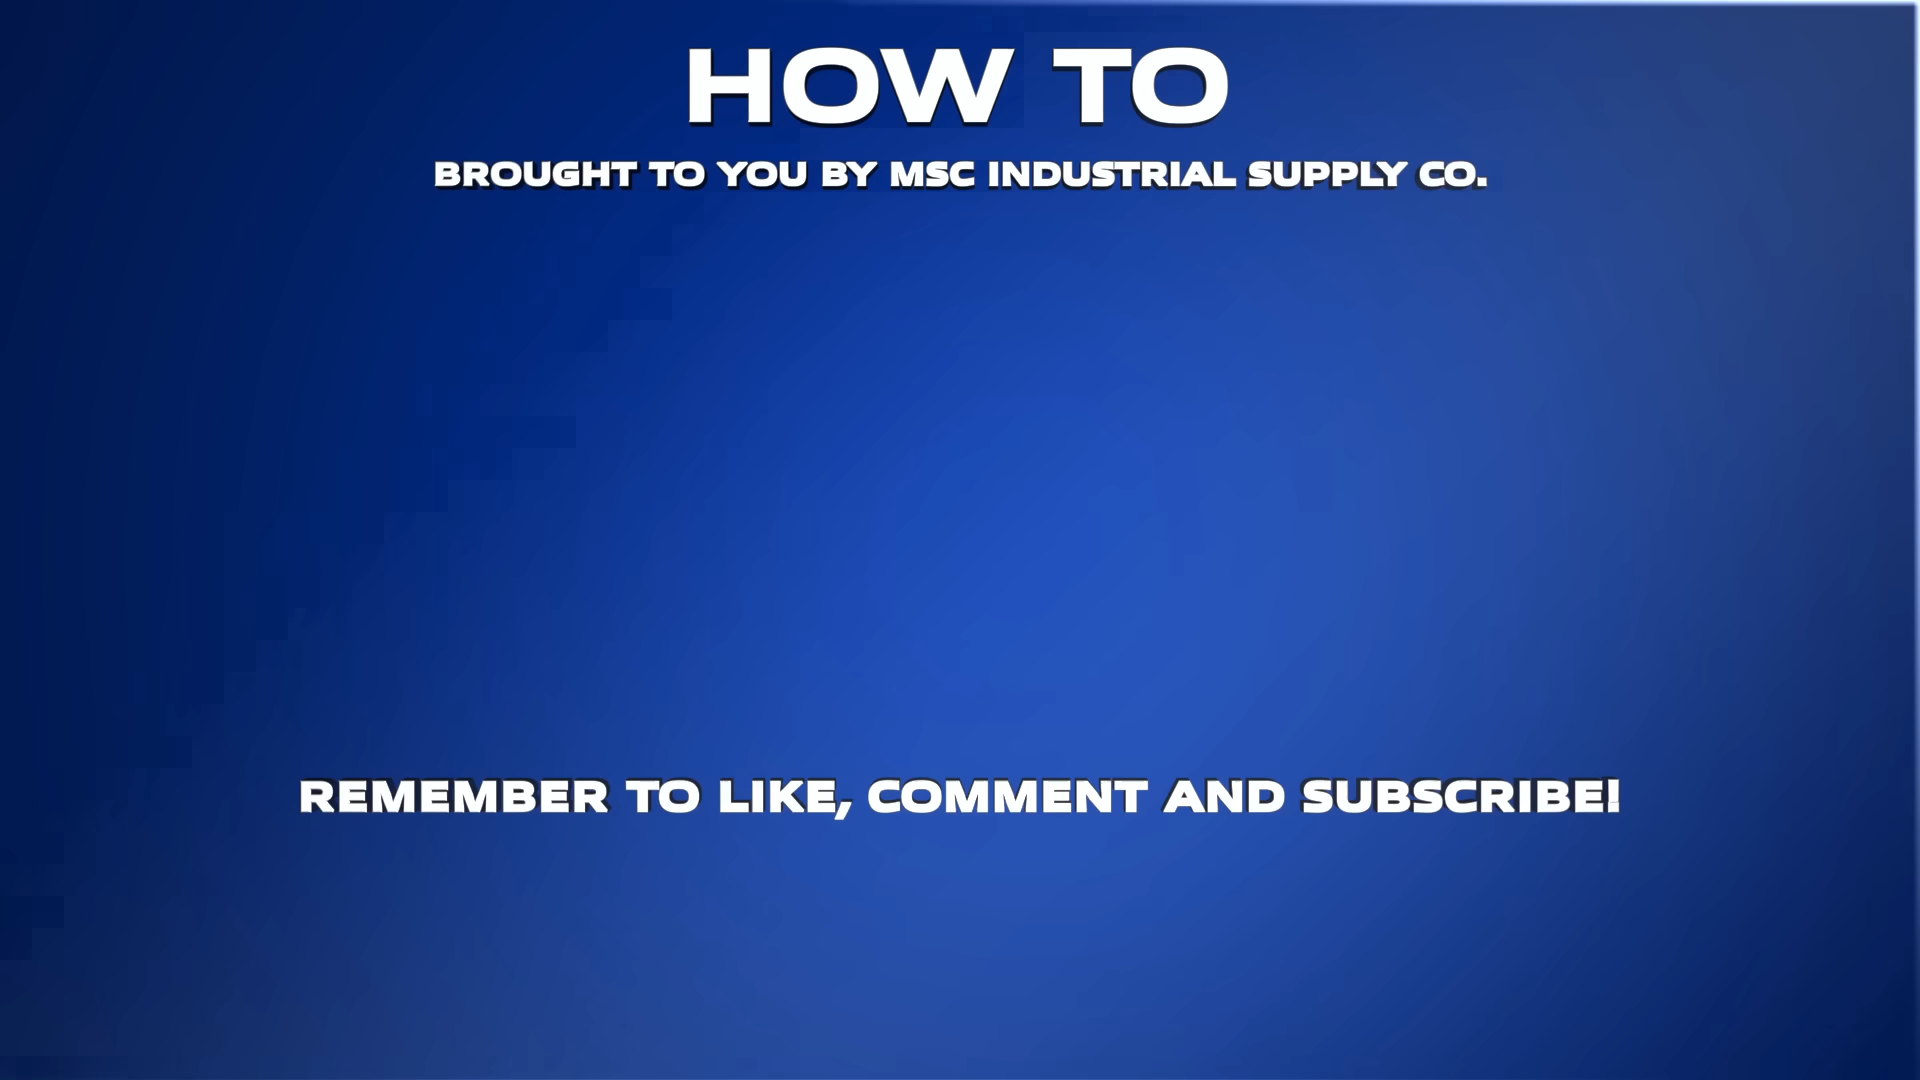 HOW TO
BROUGHT TO YOU BY MSC INDUSTRIAL SUPPLY CO.
REMEMBER TO LIKE, COMMENT AND SUBSCRIBE!